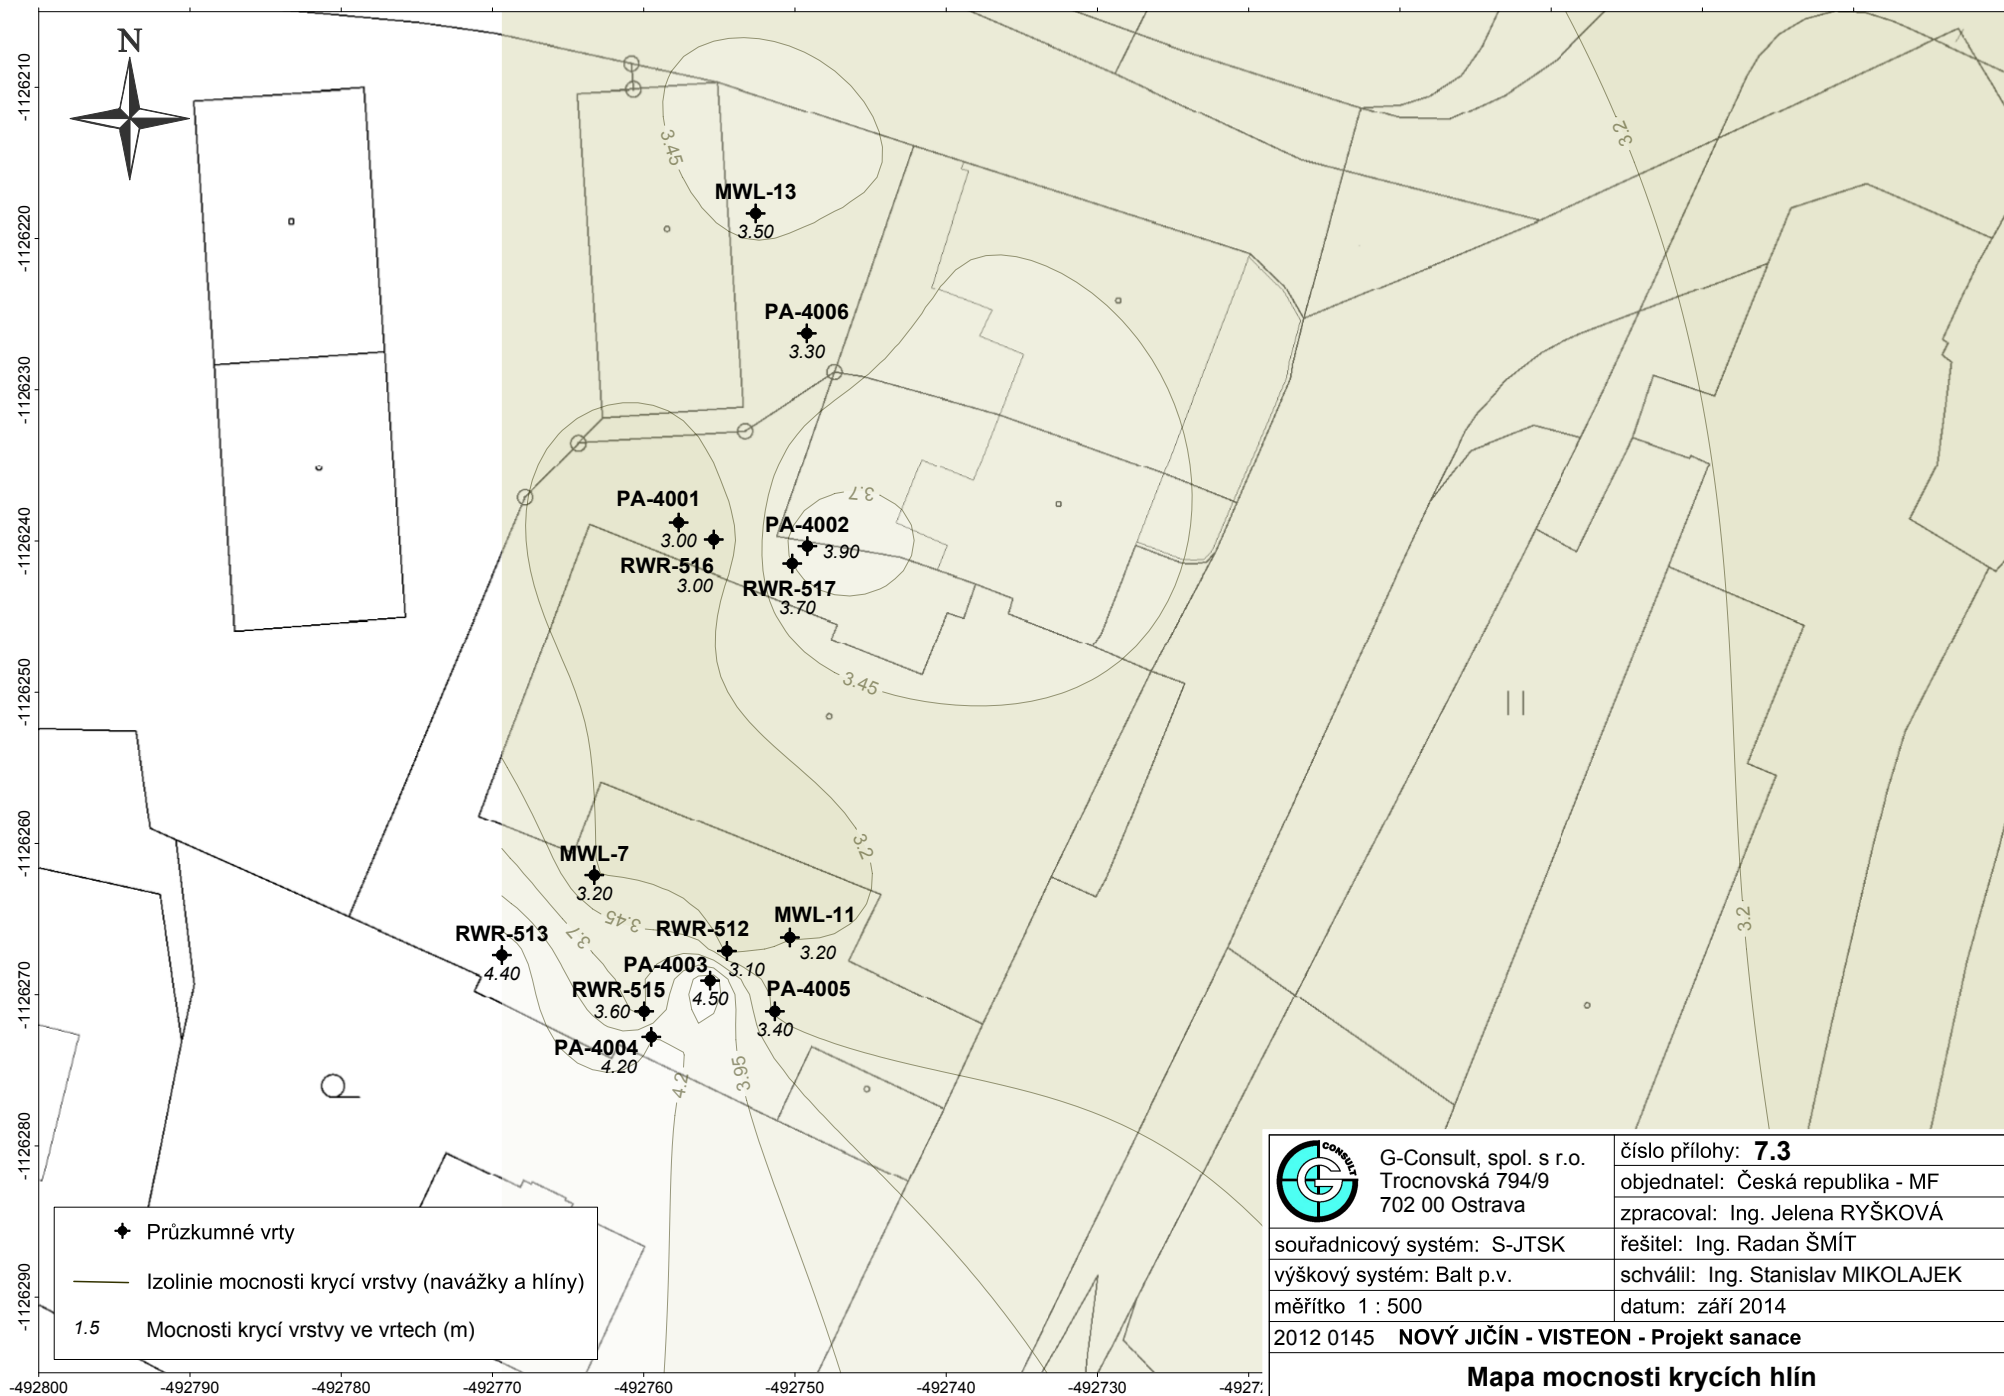 N
-1126210
-1126220
-1126230
-1126240
-1126250
-1126260
-1126270
-1126280
-1126290
3.45
3.2
MWL-13
3.50
PA-4006
3.30
PA-4001
3.00
RWR-516
3.00
3.7
PA-4002
3.90
RWR-517
3.70
3.45
3.2
MWL-7
3.20
3.45
3.7
RWR-513
4.40
RWR-512
3.10
MWL-11
3.20
3.2
PA-4003
4.50
RWR-515
3.60
PA-4005
3.40
PA-4004
4.20
4.2
3.95
Průzkumné vrty
Izolinie mocnosti krycí vrstvy (navážky a hlíny)
1.5 Mocnosti krycí vrstvy ve vrtech (m)
CONSULT
G-Consult, spol. s r.o.
Trocnovská 794/9
702 00 Ostrava
číslo přílohy: 7.3
objednatel: Česká republika - MF
zpracoval: Ing. Jelena RYŠKOVÁ
souřadnicový systém: S-JTSK
řešitel: Ing. Radan ŠMÍT
výškový systém: Balt p.v.
schválil: Ing. Stanislav MIKOLAJEK
měřítko 1 : 500
datum: září 2014
2012 0145 NOVÝ JIČÍN - VISTEON - Projekt sanace
Mapa mocnosti krycích hlín
-492800 -492790 -492780 -492770 -492760 -492750 -492740 -492730